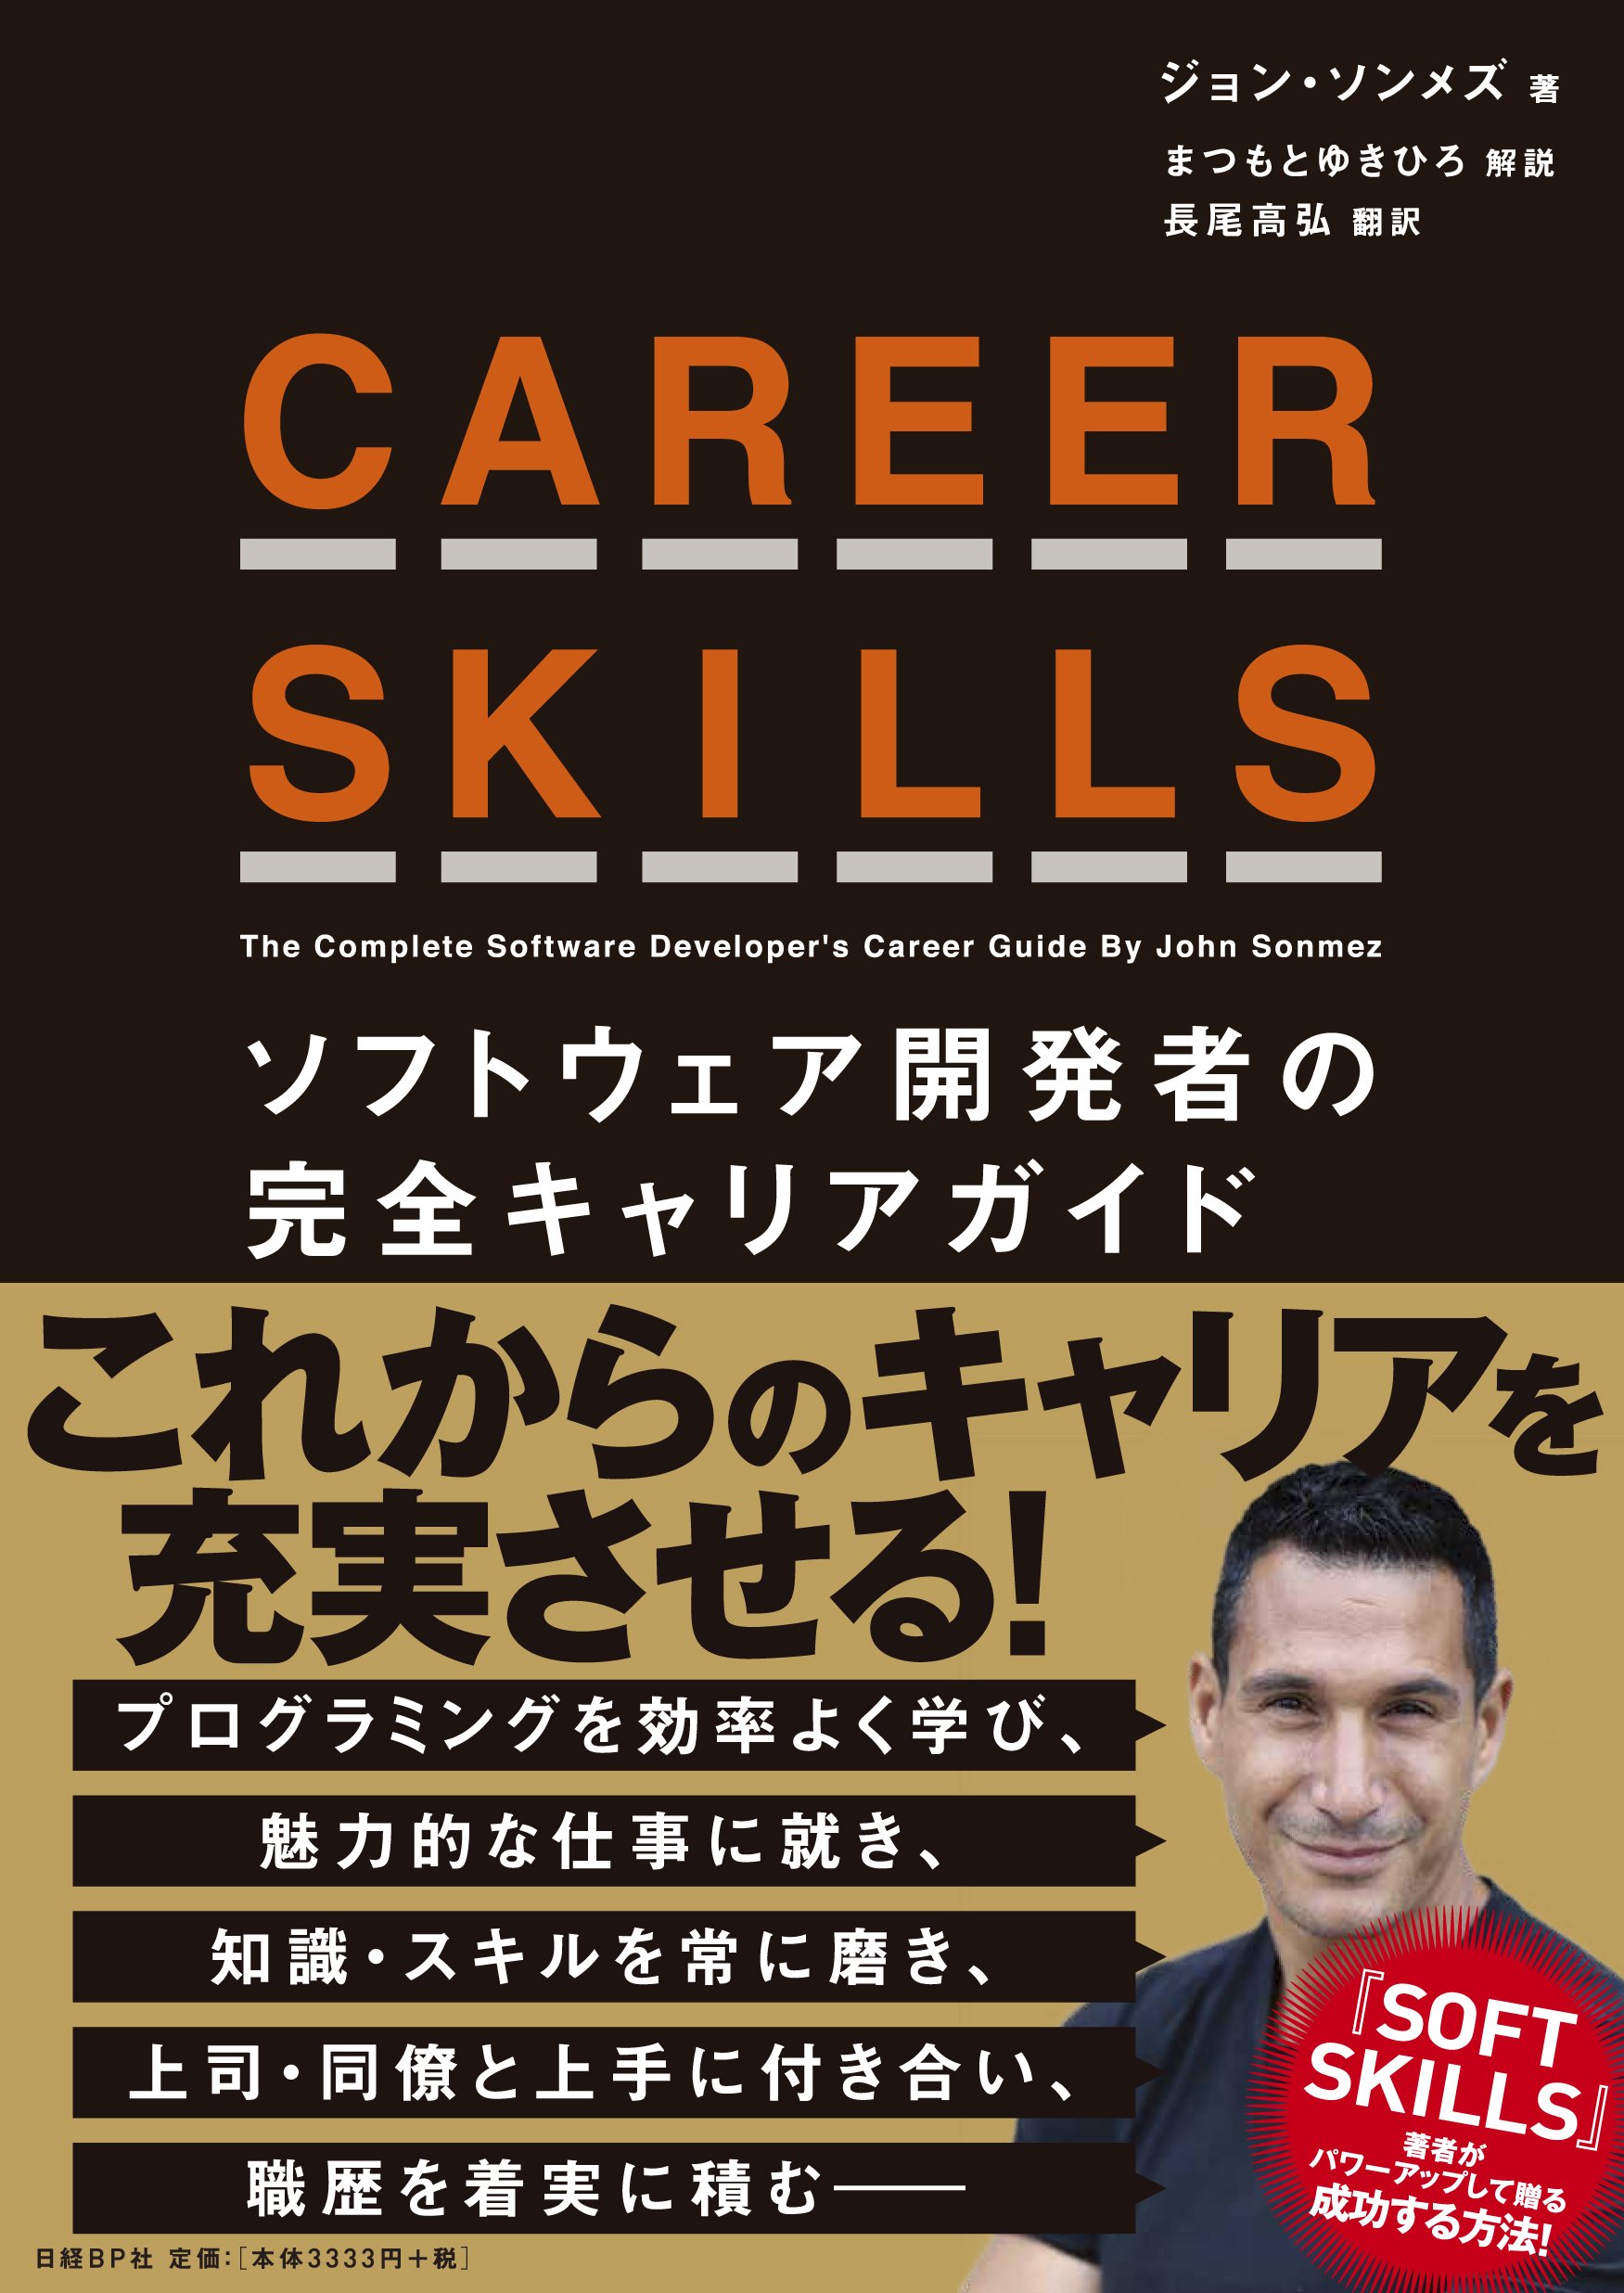 ジョン・ソンメズ 著
まつもとゆきひろ 解説
長尾高弘 翻訳
CAREER
SKILLS
The Complete Software Developer's Career Guide By John Sonmez
ソフトウェア開発者の
完全キャリアガイド
これからのキャリアを
充実させる!
プログラミングを効率よく学び、
魅力的な仕事に就き、
知識・スキルを常に磨き、
上司・同僚と上手に付き合い、
職歴を着実に積む──
『SOFT
SKILLS』
著者が
パワーアップして贈る
成功する方法!
日経BP社 定価:[本体3333円+税]